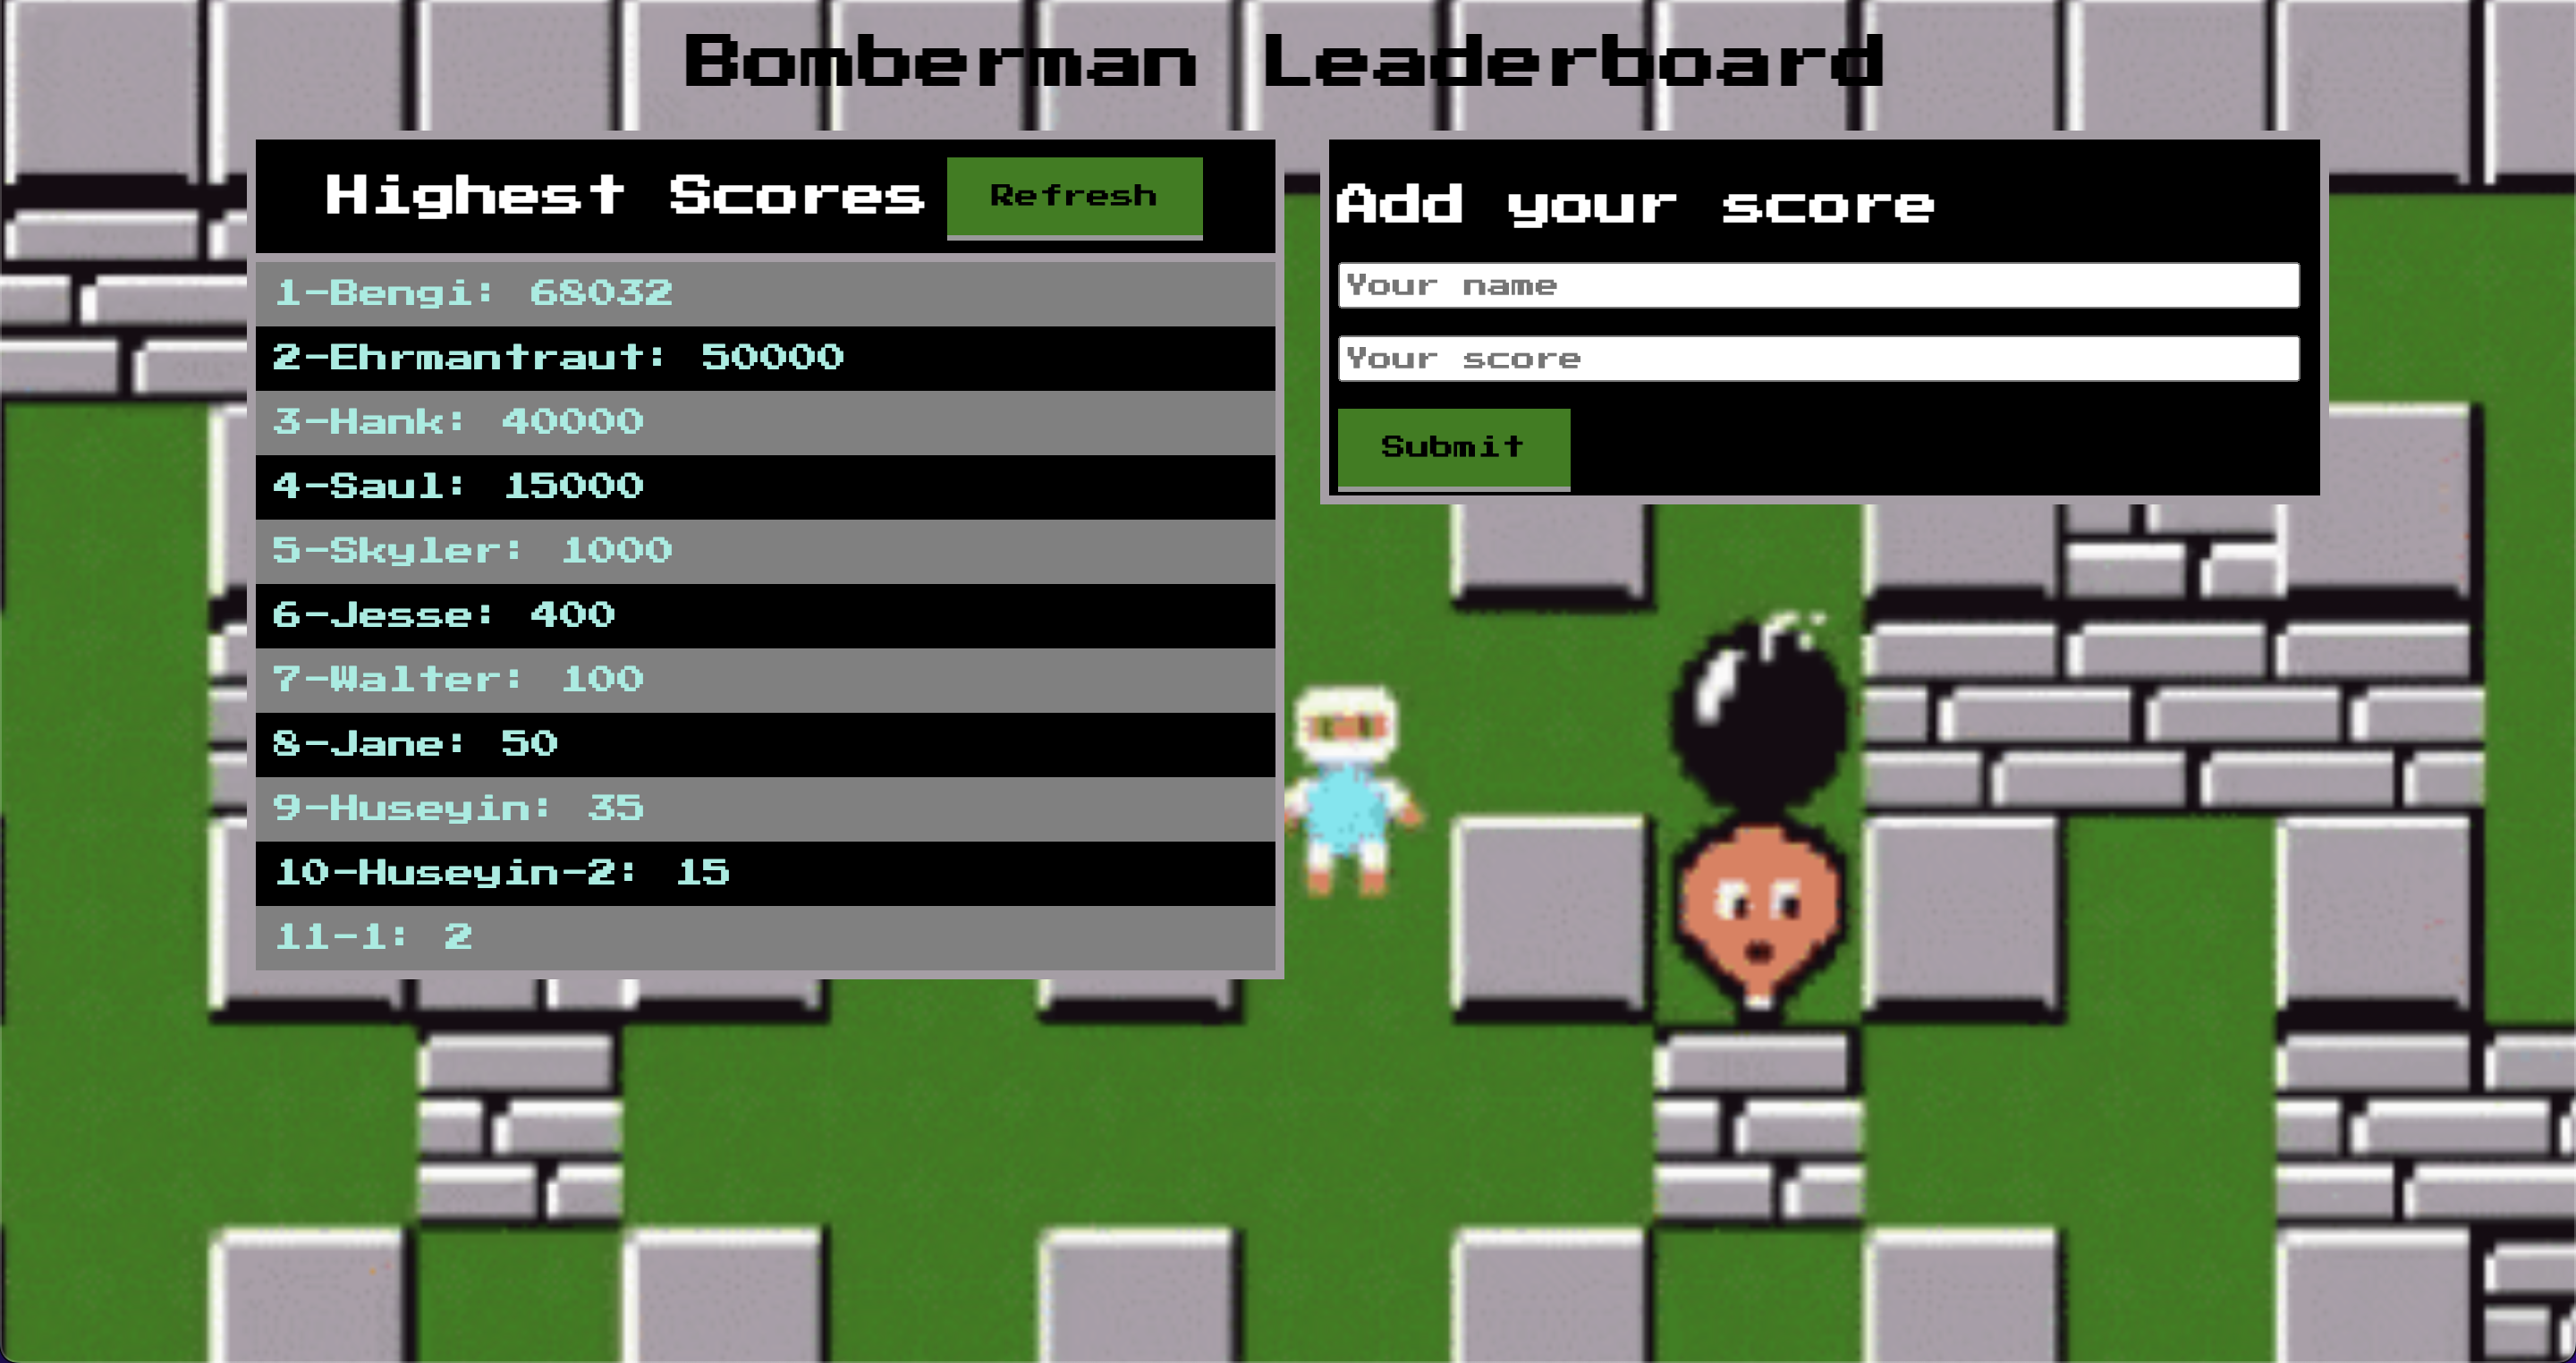 Bomberman Leaderboard
Highest Scores
Refresh
1-Bengi: 68032
2-Ehrmantraut: 50000
3-Hank: 40000
4-Saul: 15000
5-Skyler: 1000
6-Jesse: 400
7-Walter: 100
8-Jane: 50
9-Huseyin: 35
10-Huseyin-2: 15
11-1: 2
Add your score
Your name
Your score
Submit